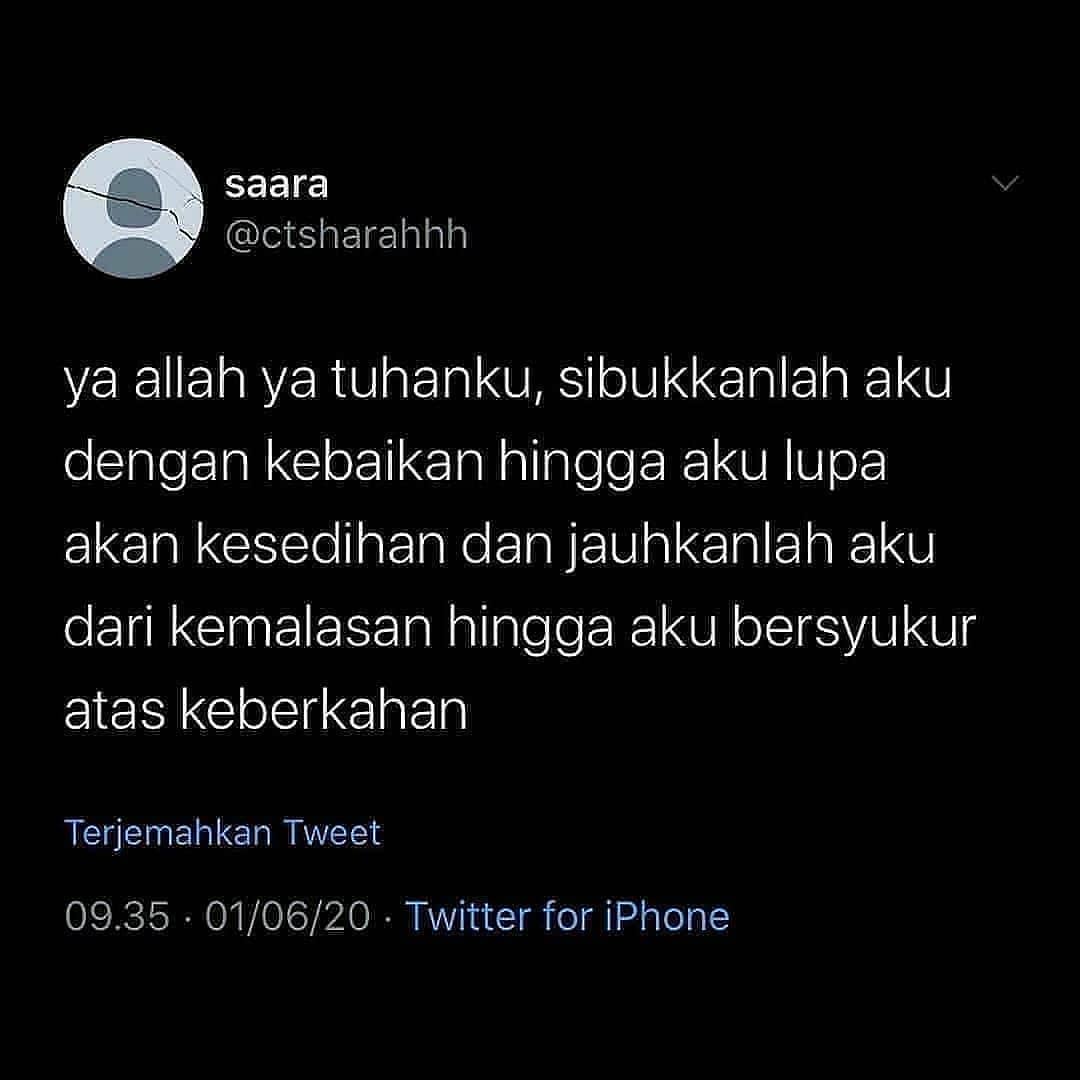 saara
@ctsharahhh
ya allah ya tuhanku, sibukkanlah aku
dengan kebaikan hingga aku lupa
akan kesedihan dan jauhkanlah aku
dari kemalasan hingga aku bersyukur
atas keberkahan
Terjemahkan Tweet
09.35 · 01/06/20 · Twitter for iPhone